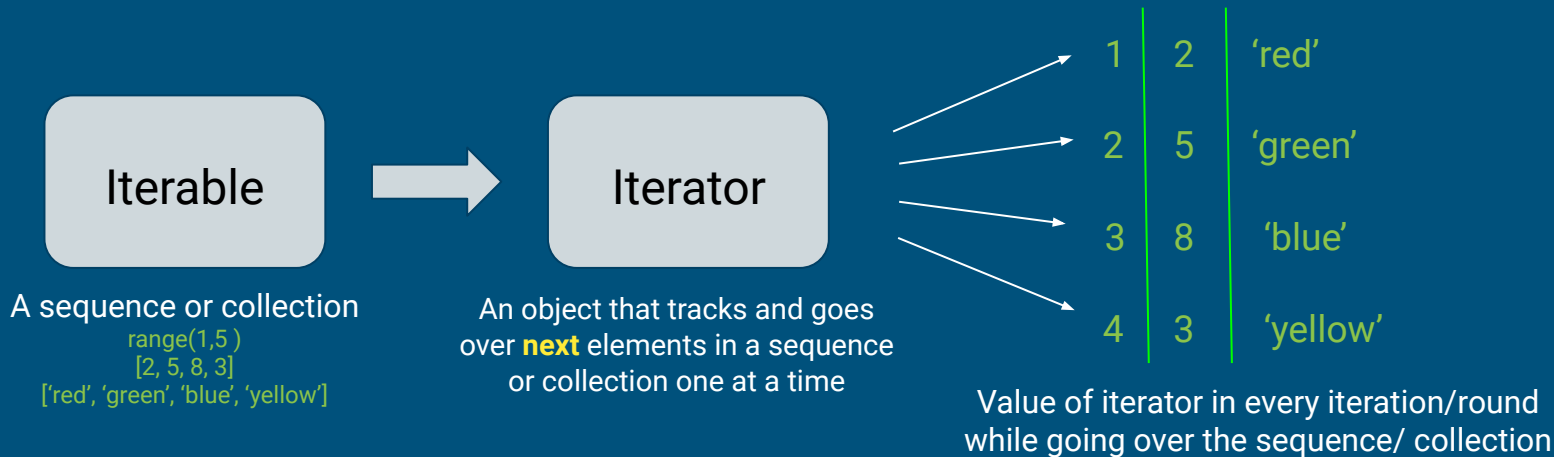 Iterable
A sequence or collection
range(1,5 )
[2, 5, 8, 3]
[‘red’, ‘green’, ‘blue’, ‘yellow’]
Iterator
An object that tracks and goes
over next elements in a sequence
or collection one at a time
1 2 ‘red’
2 5 ‘green’
3 8 ‘blue’
4 3 ‘yellow’
Value of iterator in every iteration/round
while going over the sequence/ collection